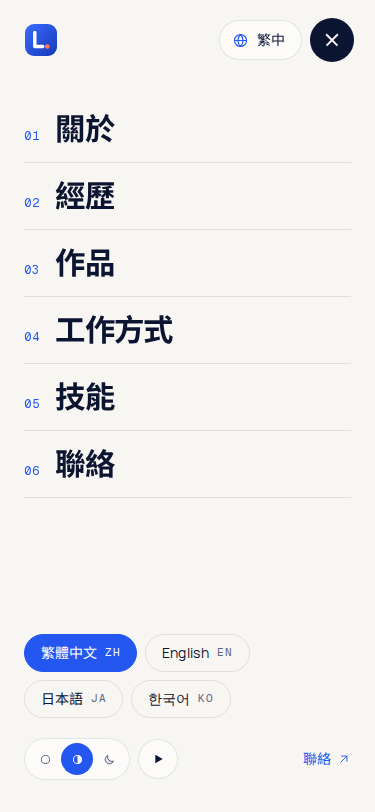 L.
繁中
01 關於
02 經歷
03 作品
04 工作方式
05 技能
06 聯絡
繁體中文 ZH
English EN
日本語 JA
한국어 KO
聯絡